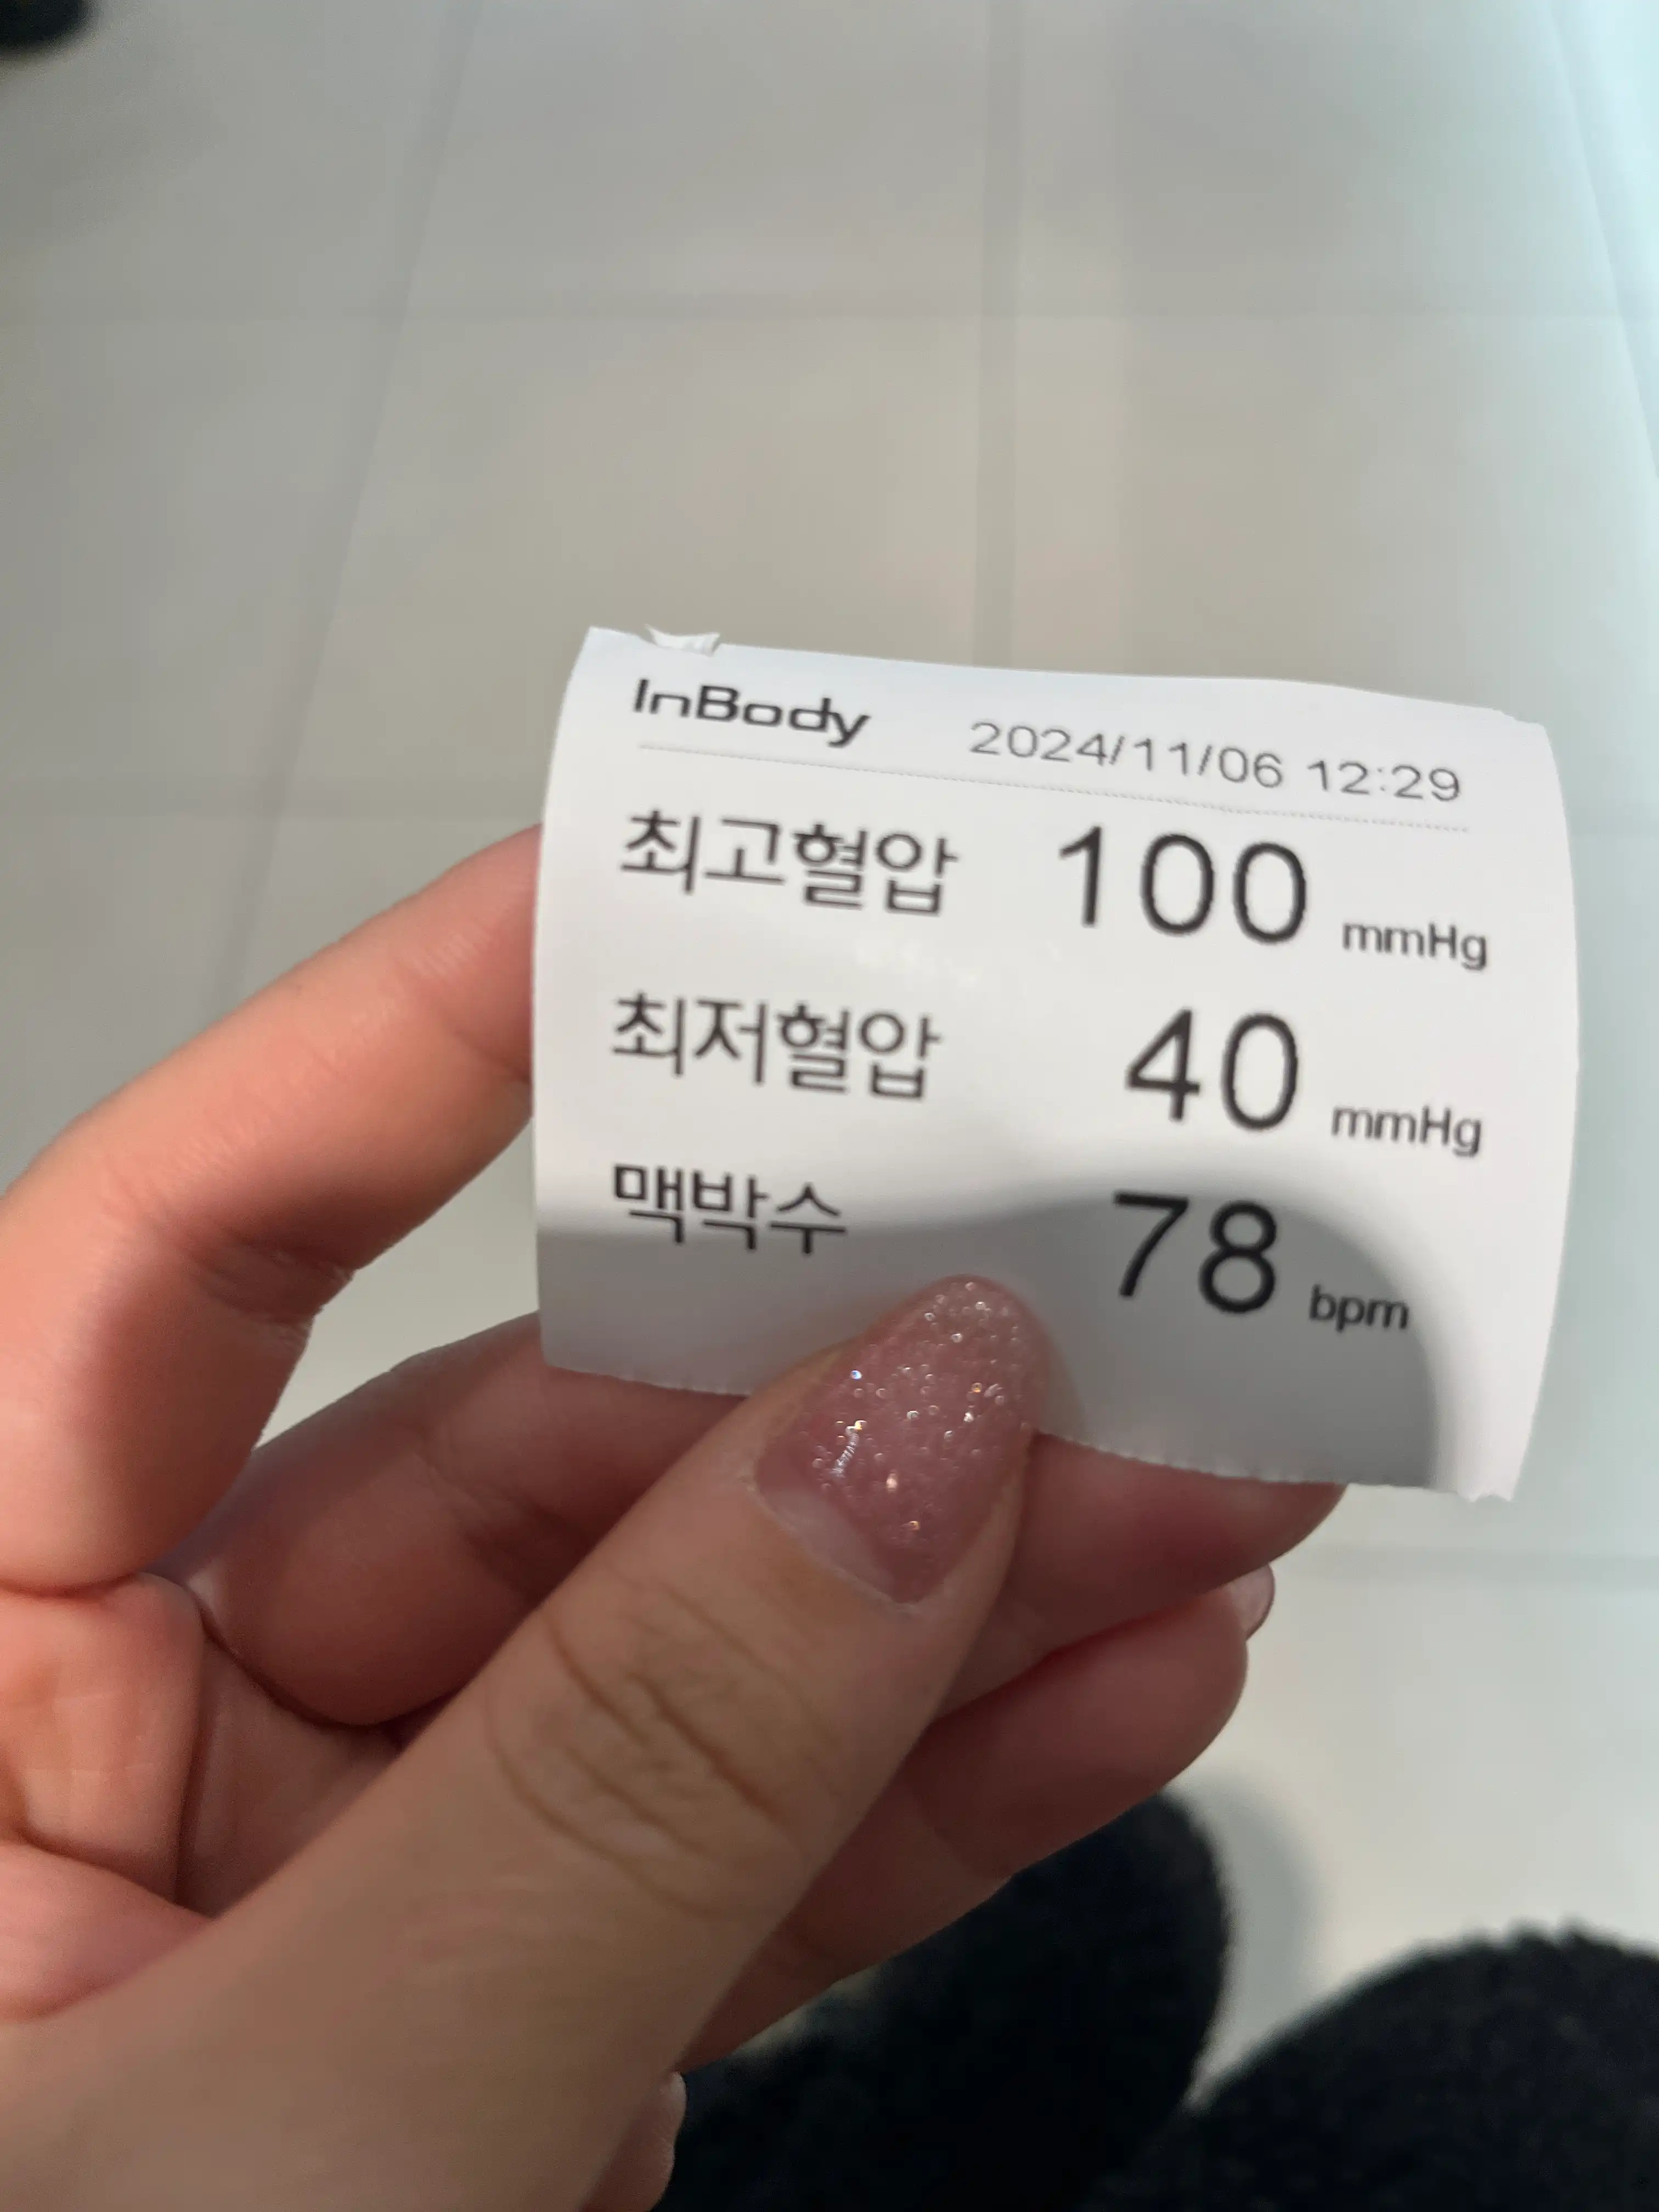 InBody 2024/11/06 12:29
최고혈압 100 mmHg
최저혈압 40 mmHg
맥박수 78 bpm